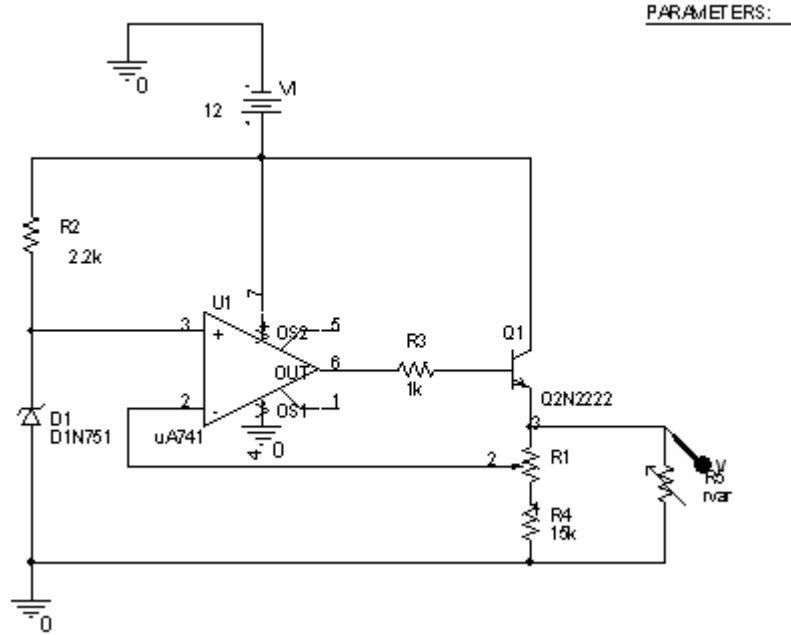 PARAMETERS:
0
V1
12
R2
2.2k
U1
7
3
+
OS2
5
OUT
6
R3
1k
Q1
Q2N2222
2
-
OS1
1
uA741
4
0
D1
D1N751
3
2
R1
R4
15k
V
R5
rvar
0